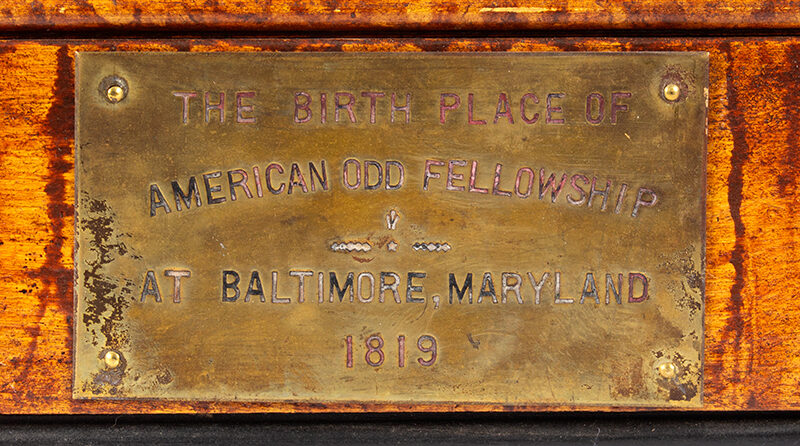 THE BIRTH PLACE OF
AMERICAN ODD FELLOWSHIP
AT BALTIMORE, MARYLAND
1819